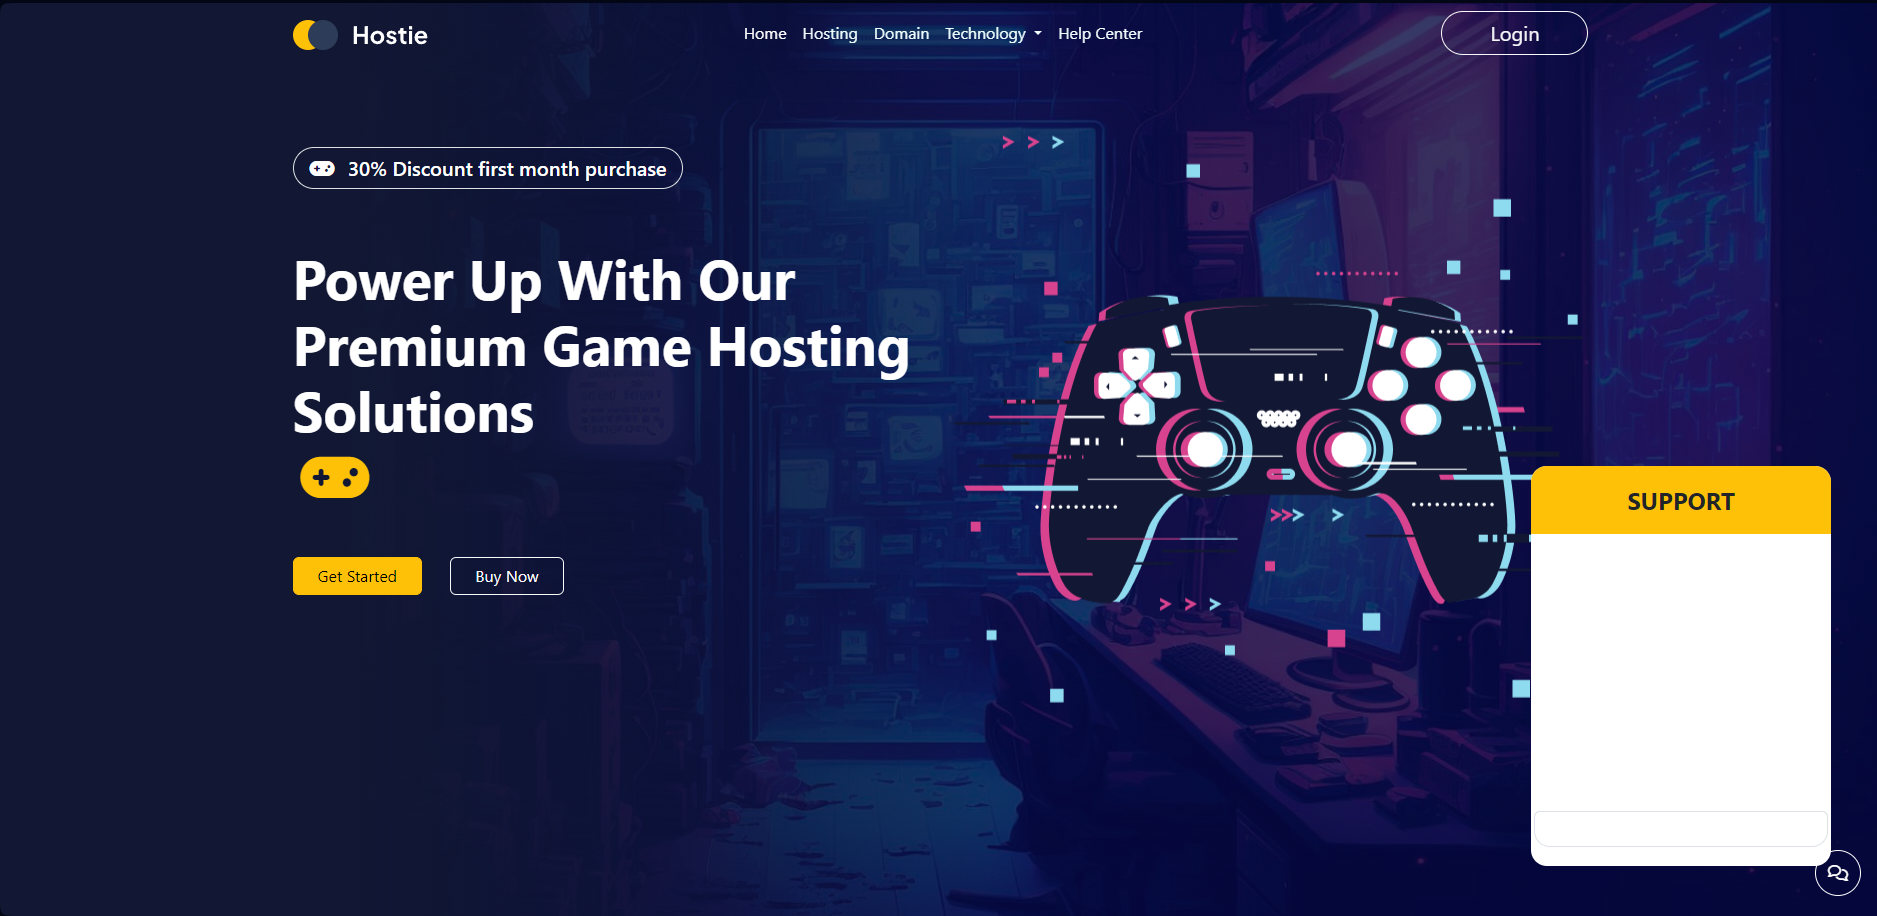 Hostie
Home Hosting Domain Technology Help Center
Login
30% Discount first month purchase
Power Up With Our
Premium Game Hosting
Solutions
Get Started
Buy Now
SUPPORT